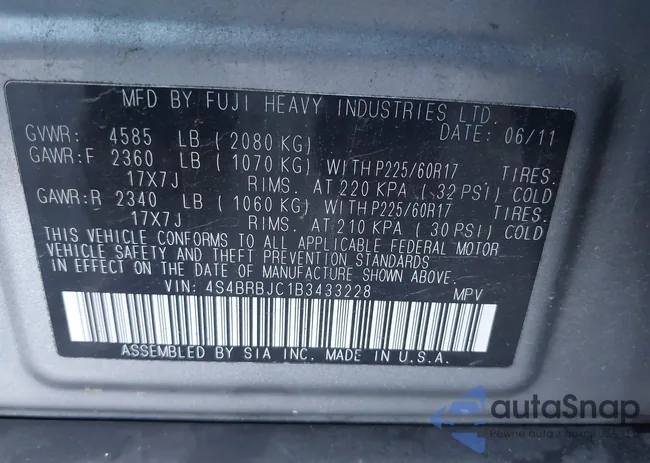 MFD BY FUJI HEAVY INDUSTRIES LTD.
DATE: 06/11
GVWR: 4585 LB (2080 KG)
GAWR:F 2360 LB (1070 KG) WITH P225/60R17 TIRES.
17X7J RIMS. AT 220 KPA (32 PSI) COLD
GAWR:R 2340 LB (1060 KG) WITH P225/60R17 TIRES.
17X7J RIMS. AT 210 KPA (30 PSI) COLD
THIS VEHICLE CONFORMS TO ALL APPLICABLE FEDERAL MOTOR
VEHICLE SAFETY AND THEFT PREVENTION STANDARDS
IN EFFECT ON THE DATE OF MANUFACTURE SHOWN ABOVE.
VIN: 4S4BRBJC1B3433228 MPV
ASSEMBLED BY SIA INC. MADE IN U.S.A.
autaSnap
Pewne auta z aukcji USA